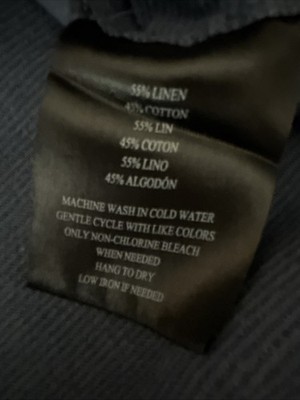 55% LINEN
45% COTTON
55% LIN
45% COTON
55% LINO
45% ALGODÓN
MACHINE WASH IN COLD WATER
GENTLE CYCLE WITH LIKE COLORS
ONLY NON-CHLORINE BLEACH
WHEN NEEDED
HANG TO DRY
LOW IRON IF NEEDED